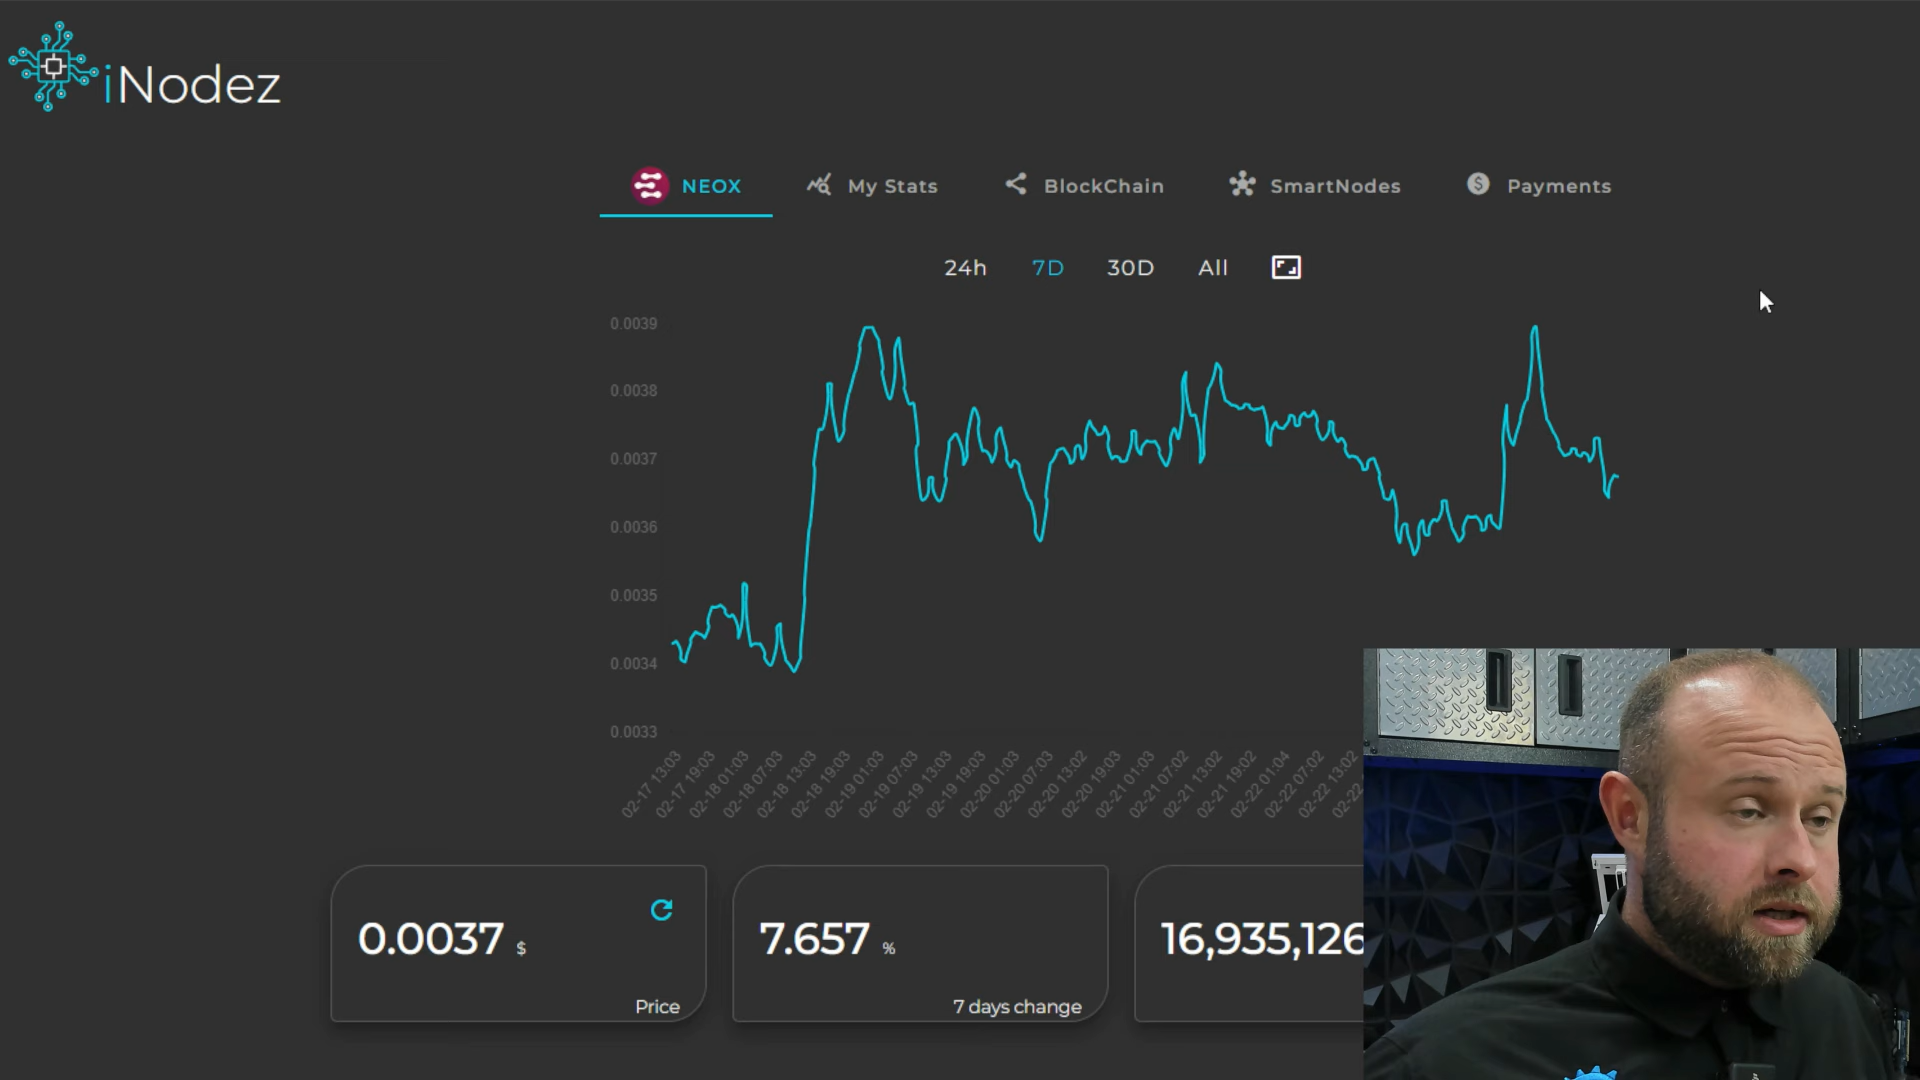 iNodez
NEOX My Stats BlockChain SmartNodes Payments
24h 7D 30D All
0.0039
0.0038
0.0037
0.0036
0.0035
0.0034
0.0033
02-17 13:03 02-17 19:03 02-18 01:03 02-18 07:03 02-18 13:03 02-18 19:03 02-19 01:03 02-19 07:03 02-19 13:03 02-19 19:03 02-20 01:03 02-20 07:03 02-20 13:02 02-20 19:03 02-21 01:03 02-21 07:02 02-21 13:02 02-21 19:02 02-22 01:04 02-22 07:02 02-22 13:02 02-22
0.0037 $
Price
7.657 %
7 days change
16,935,126